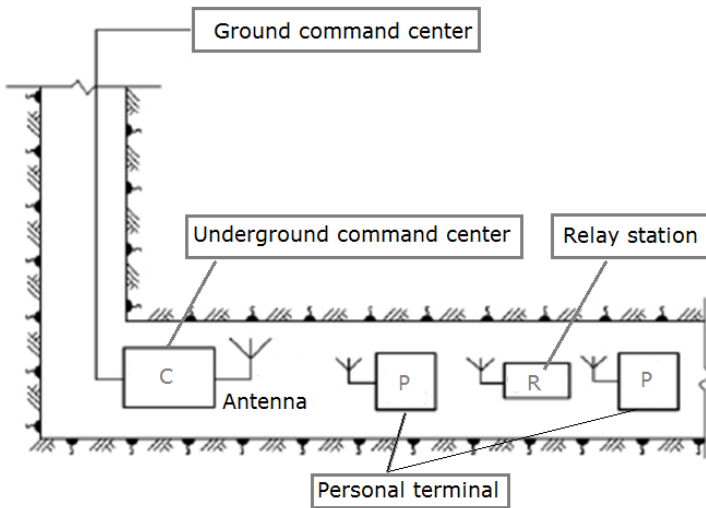 Ground command center
Underground command center
Relay station
C
Antenna
P
R
P
Personal terminal